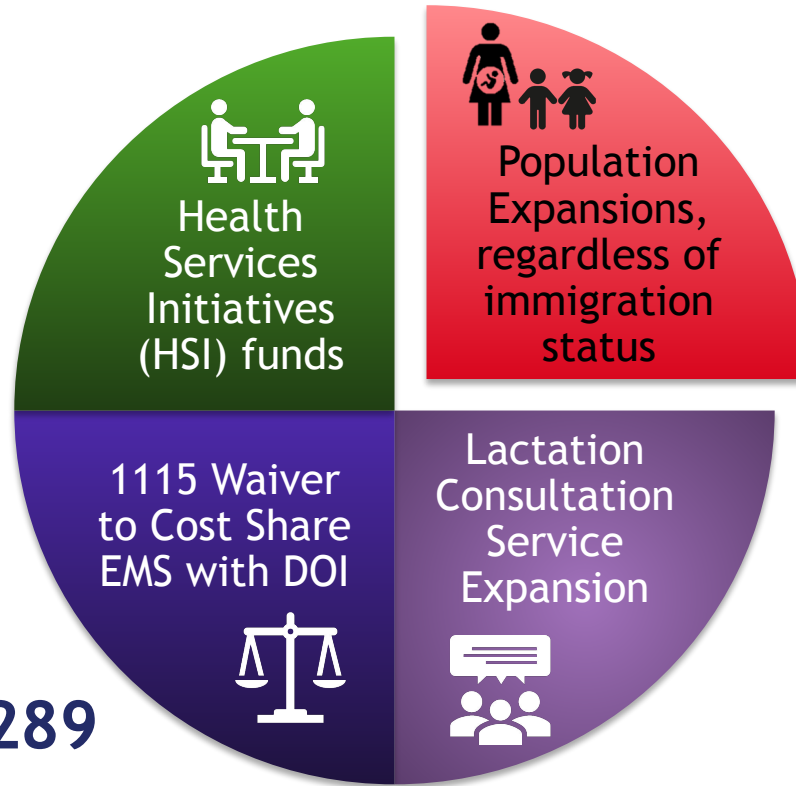 Health
Services
Initiatives
(HSI) funds
Population
Expansions,
regardless of
immigration
status
1115 Waiver
to Cost Share
EMS with DOI
Lactation
Consultation
Service
Expansion
289